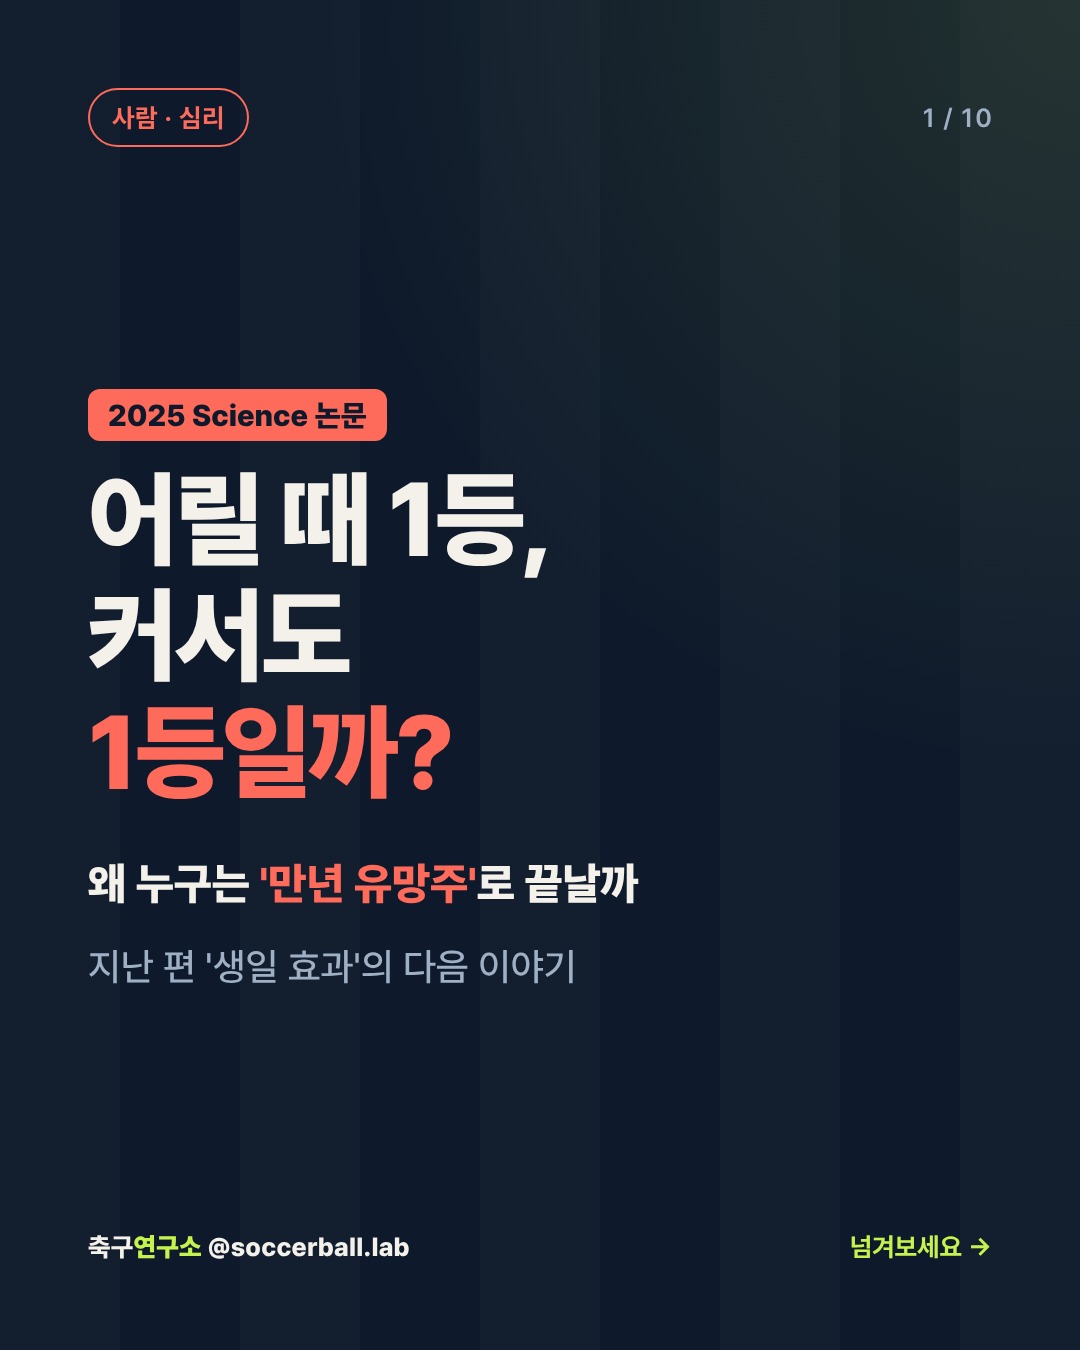 사람 · 심리
1 / 10
2025 Science 논문
어릴 때 1등,
커서도
1등일까?
왜 누구는 '만년 유망주'로 끝날까
지난 편 '생일 효과'의 다음 이야기
축구연구소 @soccerball.lab
넘겨보세요 →